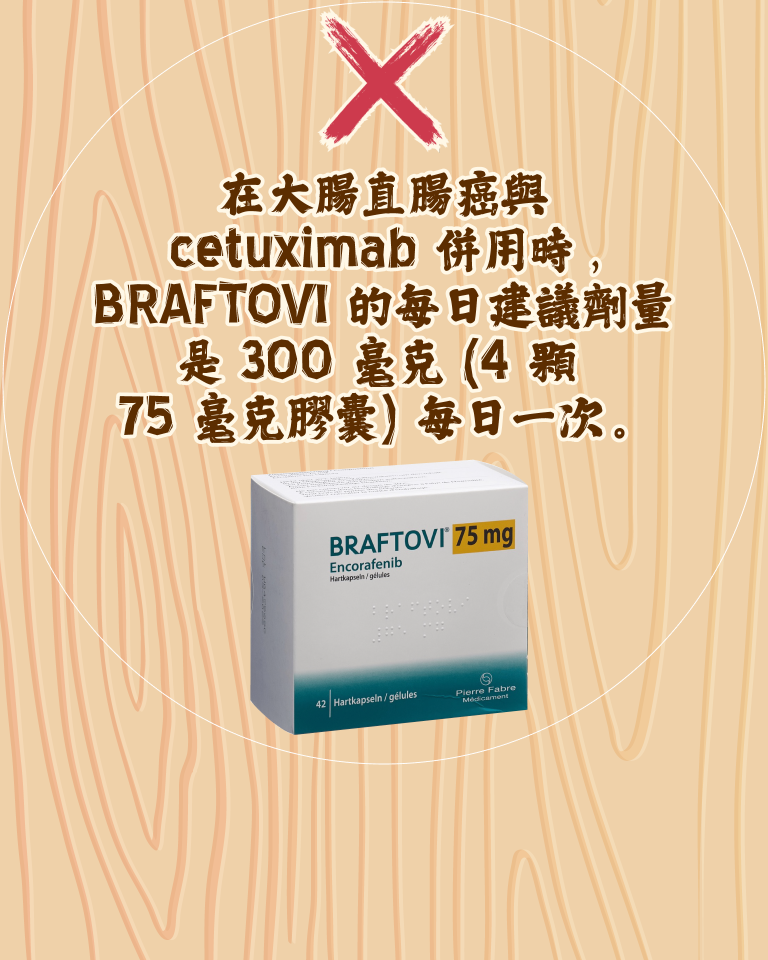 在大腸直腸癌與
cetuximab 併用時，
BRAFTOVI 的每日建議劑量
是 300 毫克 (4 顆
75 毫克膠囊) 每日一次。
BRAFTOVI® 75 mg
Encorafenib
Hartkapseln / gélules
42 Hartkapseln / gélules
Pierre Fabre
Médicament